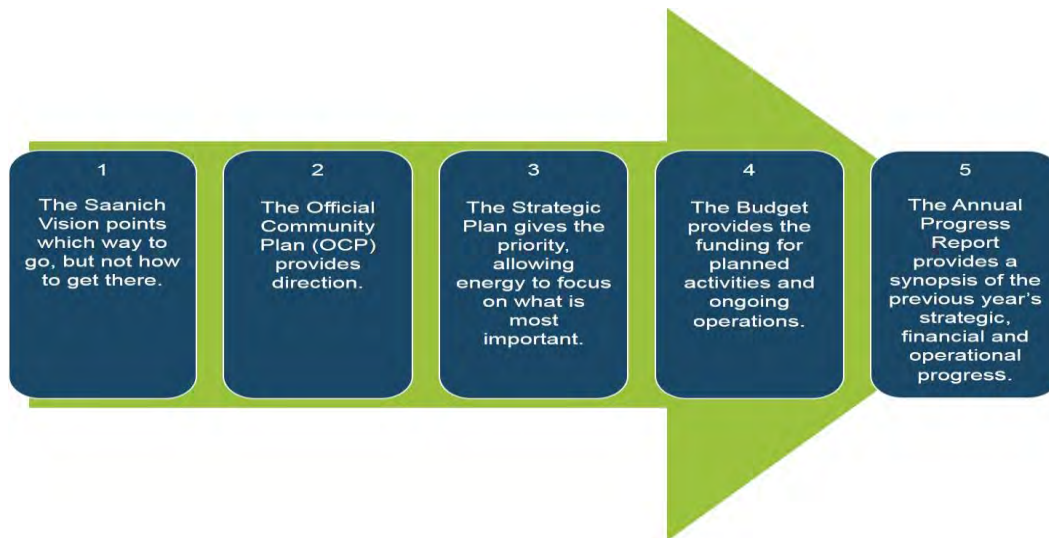 1
The Saanich
Vision points
which way to
go, but not how
to get there.
2
The Official
Community
Plan (OCP)
provides
direction.
3
The Strategic
Plan gives the
priority,
allowing
energy to focus
on what is
most
important.
4
The Budget
provides the
funding for
planned
activities and
ongoing
operations.
5
The Annual
Progress
Report
provides a
synopsis of the
previous year's
strategic,
financial and
operational
progress.